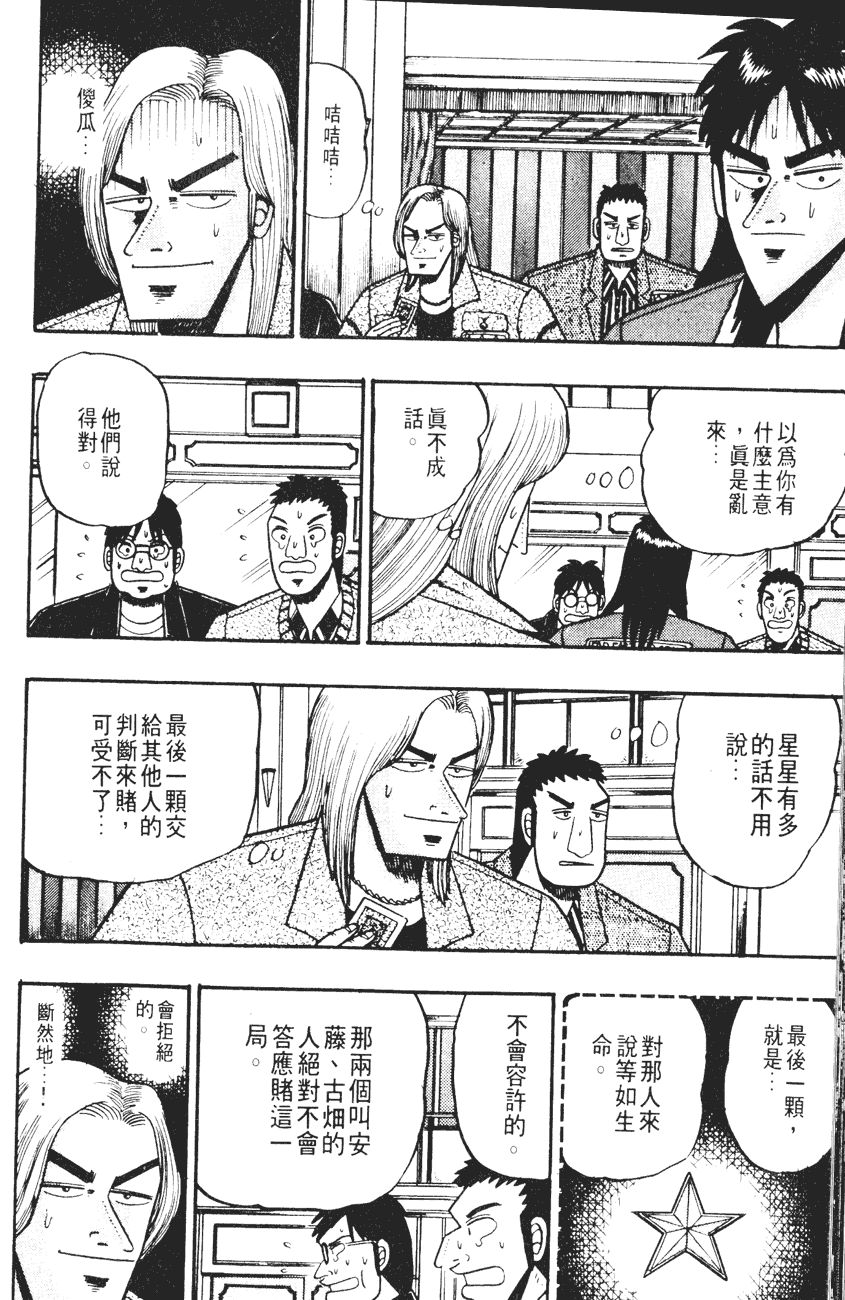 咭咭咭…
傻瓜…
以爲你有
什麼主意
，眞是亂
來…
眞不成
話。
他們說
得對。
星星有多
的話不用
說…
最後一顆交
給其他人的
判斷來賭，
可受不了…
最後一顆，
就是…
對那人來
說等如生
命。
不會容許的。
那兩個叫安
藤、古畑的
人絕對不會
答應賭這一
局。
會拒絕
的。
斷然地…！